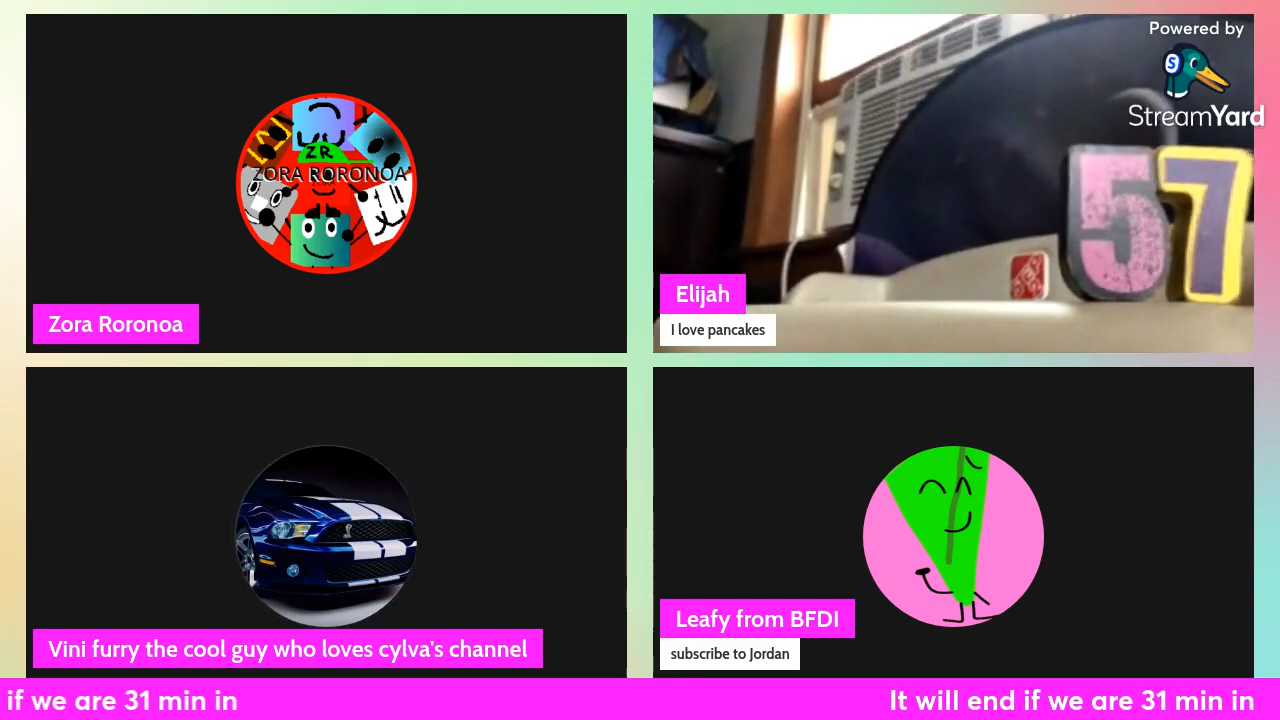 Powered by
S
StreamYard
ZR
ZORA RORONOA
Zora Roronoa
57
Elijah
I love pancakes
Vini furry the cool guy who loves cylva's channel
Leafy from BFDI
subscribe to Jordan
if we are 31 min in
It will end if we are 31 min in